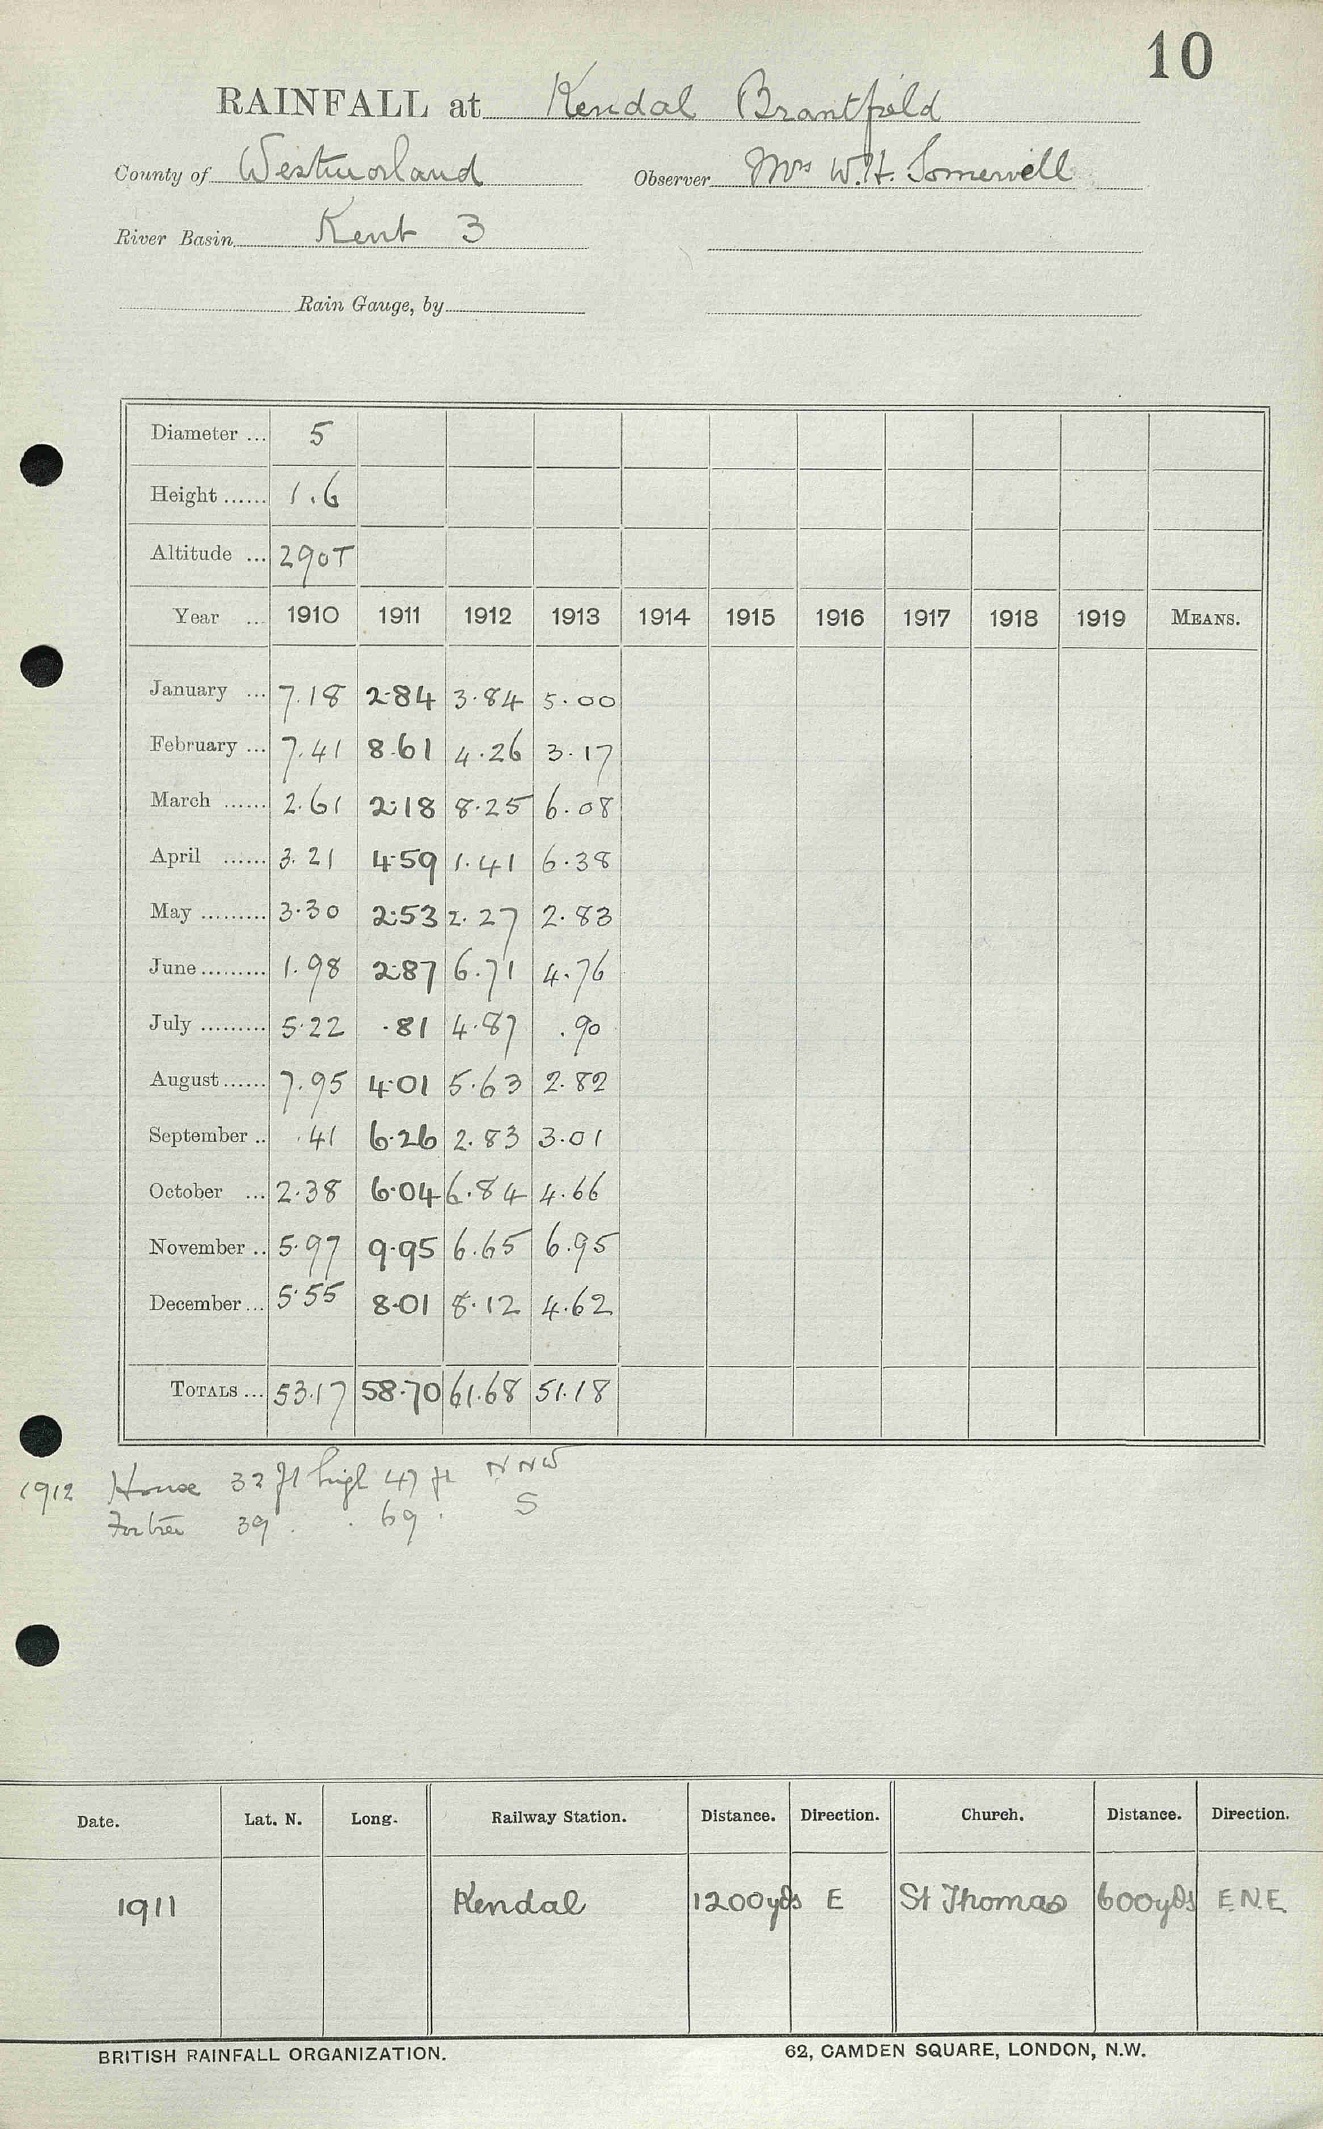 10
RAINFALL at Kendal Brantfield
County of Westmorland Observer Mrs W.H. Somervell
River Basin Kent 3
Rain Gauge, by
Diameter ... 5
Height ...... 1.6
Altitude ... 290T
Year ... 1910 1911 1912 1913 1914 1915 1916 1917 1918 1919 MEANS.
January ... 7.18 2.84 3.84 5.00
February ... 7.41 8.61 4.26 3.17
March ...... 2.61 2.18 8.25 6.08
April ...... 3.21 4.59 1.41 6.38
May ......... 3.30 2.53 2.27 2.83
June ......... 1.98 2.87 6.71 4.76
July ......... 5.22 .81 4.87 .90
August ...... 7.95 4.01 5.63 2.82
September .. .41 6.26 2.83 3.01
October ... 2.38 6.04 6.84 4.66
November .. 5.97 9.95 6.65 6.95
December ... 5.55 8.01 8.12 4.62
TOTALS ... 53.17 58.70 61.68 51.18
1912 House 32 ft high 47 ft NNW
39 . . 69 . S
Date. Lat. N. Long. Railway Station. Distance. Direction. Church. Distance. Direction.
1911 Kendal 1200yds E St Thomas 600yds E.N.E.
BRITISH RAINFALL ORGANIZATION. 62, CAMDEN SQUARE, LONDON, N.W.